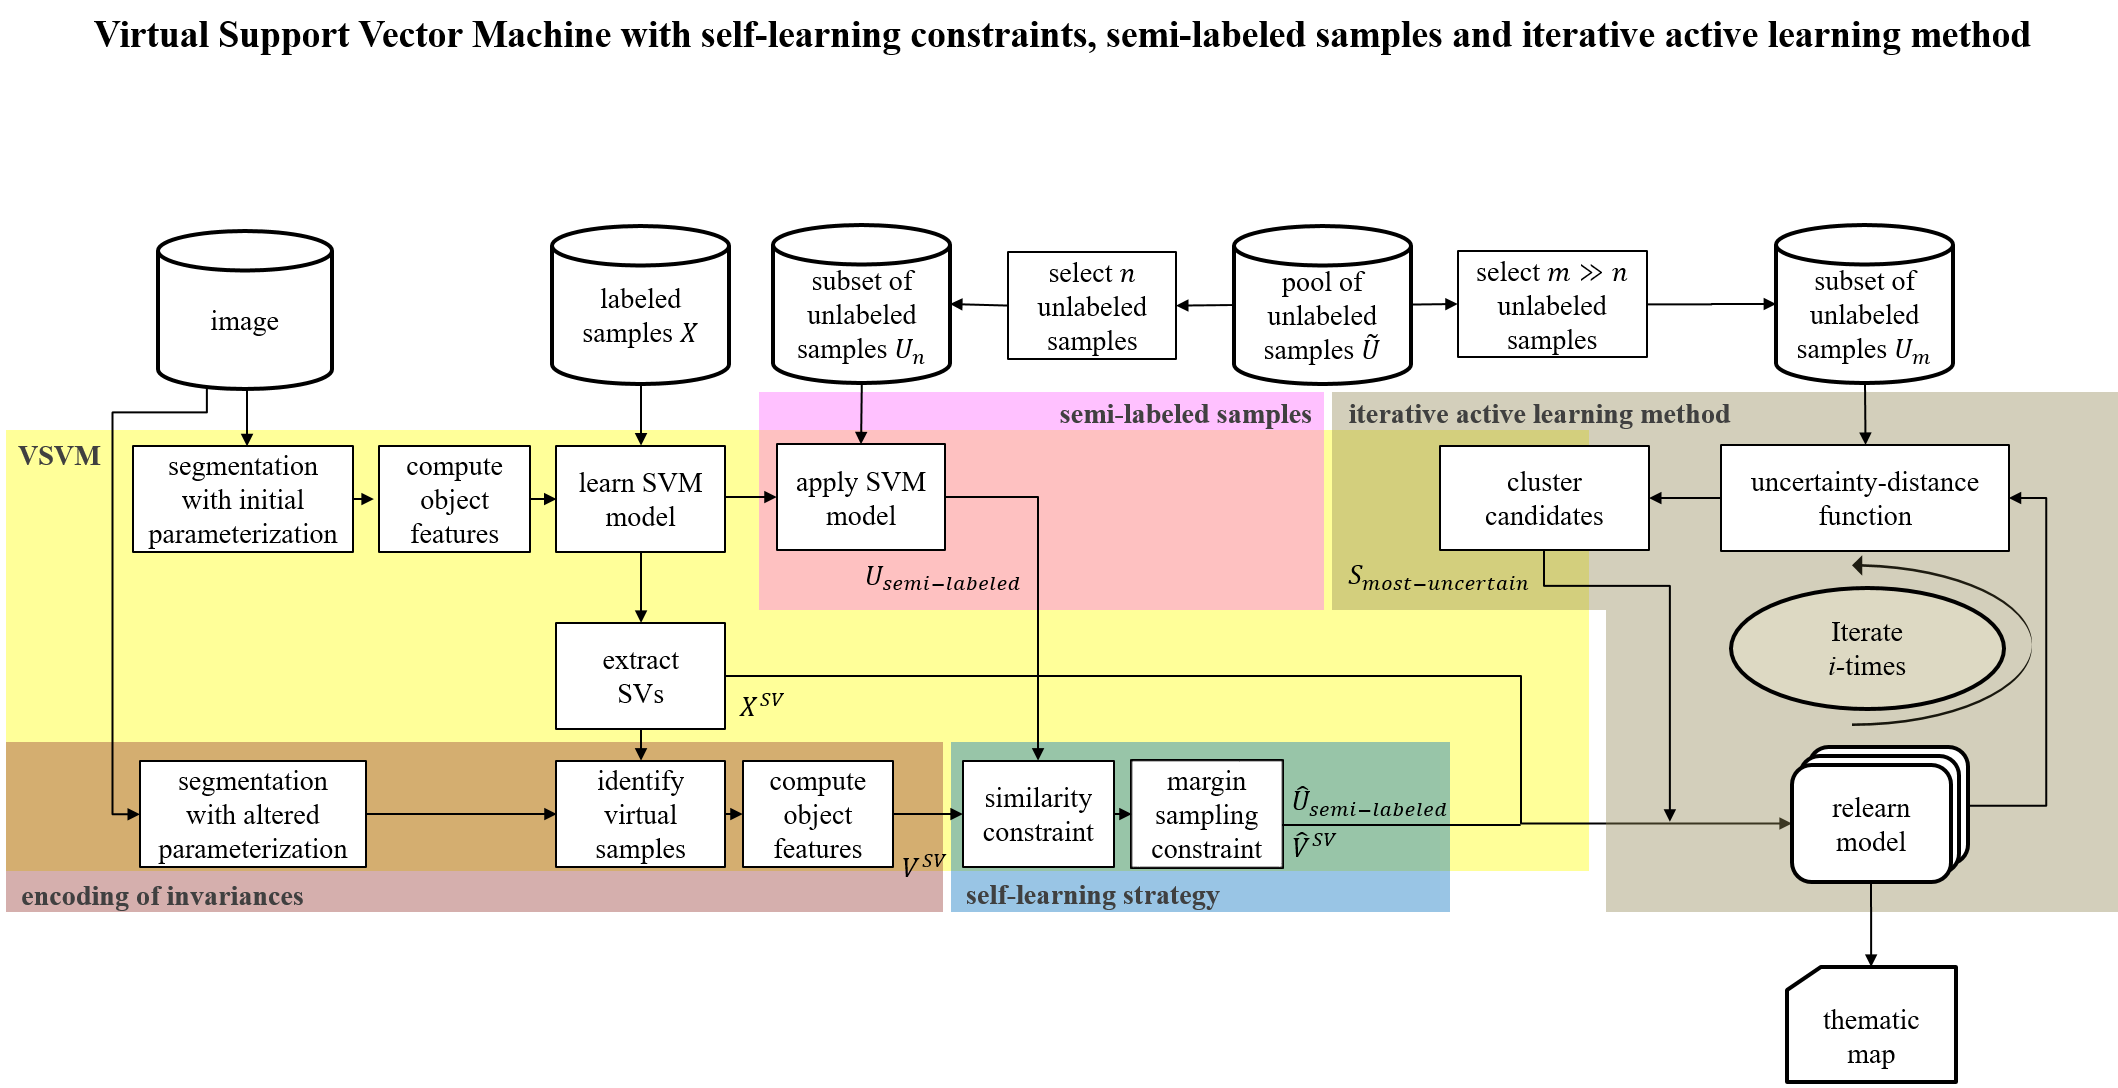 Virtual Support Vector Machine with self-learning constraints, semi-labeled samples and iterative active learning method
image
labeled
samples X
subset of
unlabeled
samples Uₙ
select n
unlabeled
samples
pool of
unlabeled
samples Ũ
select m ≫ n
unlabeled
samples
subset of
unlabeled
samples Uₘ
semi-labeled samples
iterative active learning method
VSVM
segmentation
with initial
parameterization
compute
object
features
learn SVM
model
apply SVM
model
cluster
candidates
uncertainty-distance
function
U_semi−labeled
S_most−uncertain
Iterate
i-times
extract
SVs
X^SV
segmentation
with altered
parameterization
identify
virtual
samples
compute
object
features
V^SV
similarity
constraint
margin
sampling
constraint
Û_semi−labeled
V̂^SV
relearn
model
encoding of invariances
self-learning strategy
thematic
map